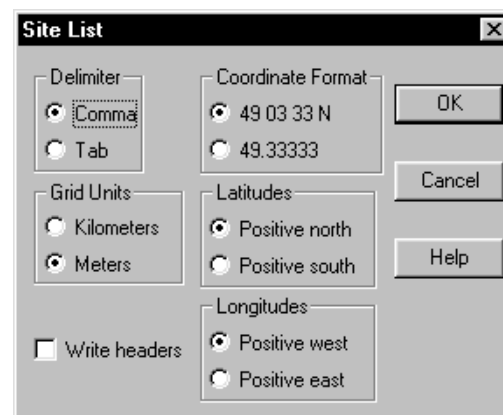 Site List
Delimiter
Comma
Tab
Coordinate Format
49 03 33 N
49.33333
OK
Cancel
Help
Grid Units
Kilometers
Meters
Latitudes
Positive north
Positive south
Write headers
Longitudes
Positive west
Positive east